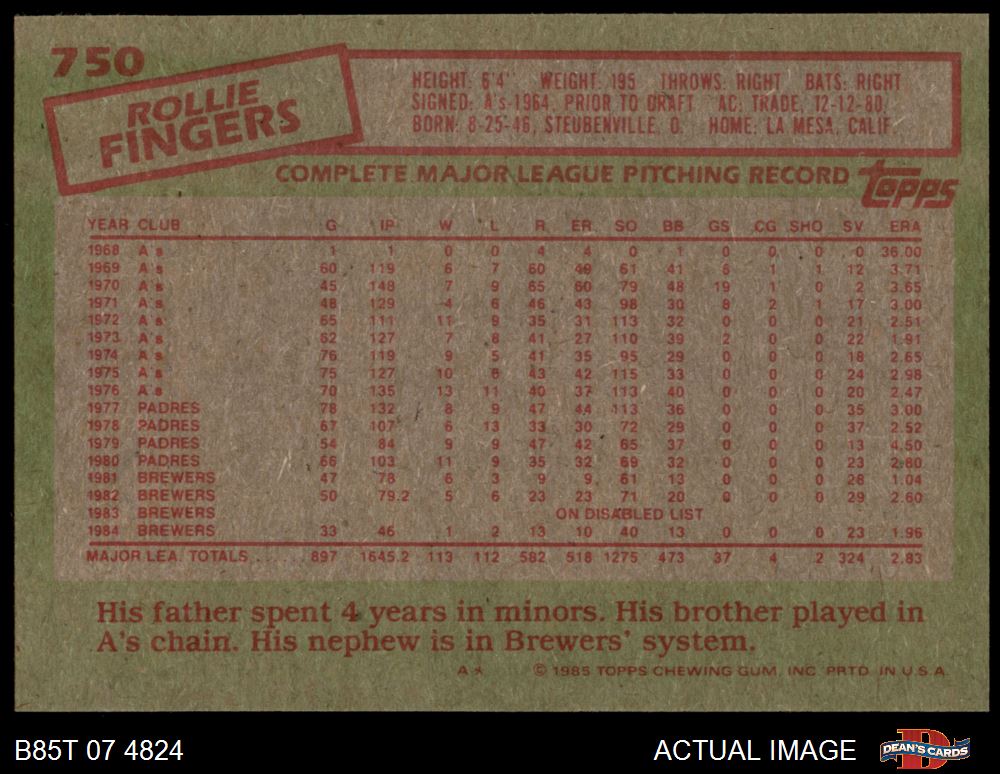 750
ROLLIE
FINGERS
HEIGHT: 6'4" WEIGHT: 195 THROWS: RIGHT BATS: RIGHT
SIGNED: A's-1964, PRIOR TO DRAFT AC: TRADE, 12-12-80
BORN: 8-25-46, STEUBENVILLE, O. HOME: LA MESA, CALIF.
COMPLETE MAJOR LEAGUE PITCHING RECORD
TOPPS
YEAR CLUB G IP W L R ER SO BB GS CG SHO SV ERA
1968 A's 1 1 0 0 4 4 0 1 0 0 0 0 36.00
1969 A's 60 119 6 7 60 49 61 41 6 1 1 12 3.71
1970 A's 45 148 7 9 65 60 79 48 19 1 0 2 3.65
1971 A's 48 129 4 6 46 43 98 30 8 2 1 17 3.00
1972 A's 65 111 11 9 35 31 113 32 0 0 0 21 2.51
1973 A's 62 127 7 8 41 27 110 39 2 0 0 22 1.91
1974 A's 76 119 9 5 41 35 95 29 0 0 0 18 2.65
1975 A's 75 127 10 6 43 42 115 33 0 0 0 24 2.98
1976 A's 70 135 13 11 40 37 113 40 0 0 0 20 2.47
1977 PADRES 78 132 8 9 47 44 113 36 0 0 0 35 3.00
1978 PADRES 67 107 6 13 33 30 72 29 0 0 0 37 2.52
1979 PADRES 54 84 9 9 47 42 65 37 0 0 0 13 4.50
1980 PADRES 66 103 11 9 35 32 69 32 0 0 0 23 2.80
1981 BREWERS 47 78 6 3 9 9 61 13 0 0 0 28 1.04
1982 BREWERS 50 79.2 5 6 23 23 71 20 0 0 0 29 2.60
1983 BREWERS ON DISABLED LIST
1984 BREWERS 33 46 1 2 13 10 40 13 0 0 0 23 1.96
MAJOR LEA. TOTALS ....... 897 1645.2 113 112 582 518 1275 473 37 4 2 324 2.83
His father spent 4 years in minors. His brother played in
A's chain. His nephew is in Brewers' system.
A* © 1985 TOPPS CHEWING GUM, INC. PRTD. IN U.S.A.
B85T 07 4824 ACTUAL IMAGE DEAN'S CARDS